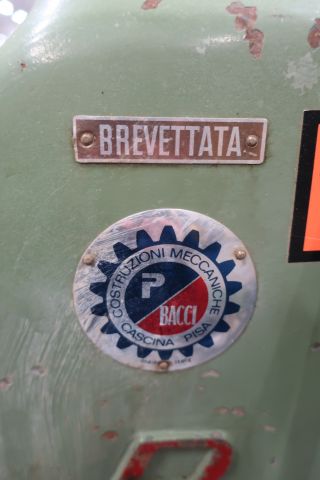 BREVETTATA
COSTRUZIONI MECCANICHE
P
BACCI
CASCINA PISA